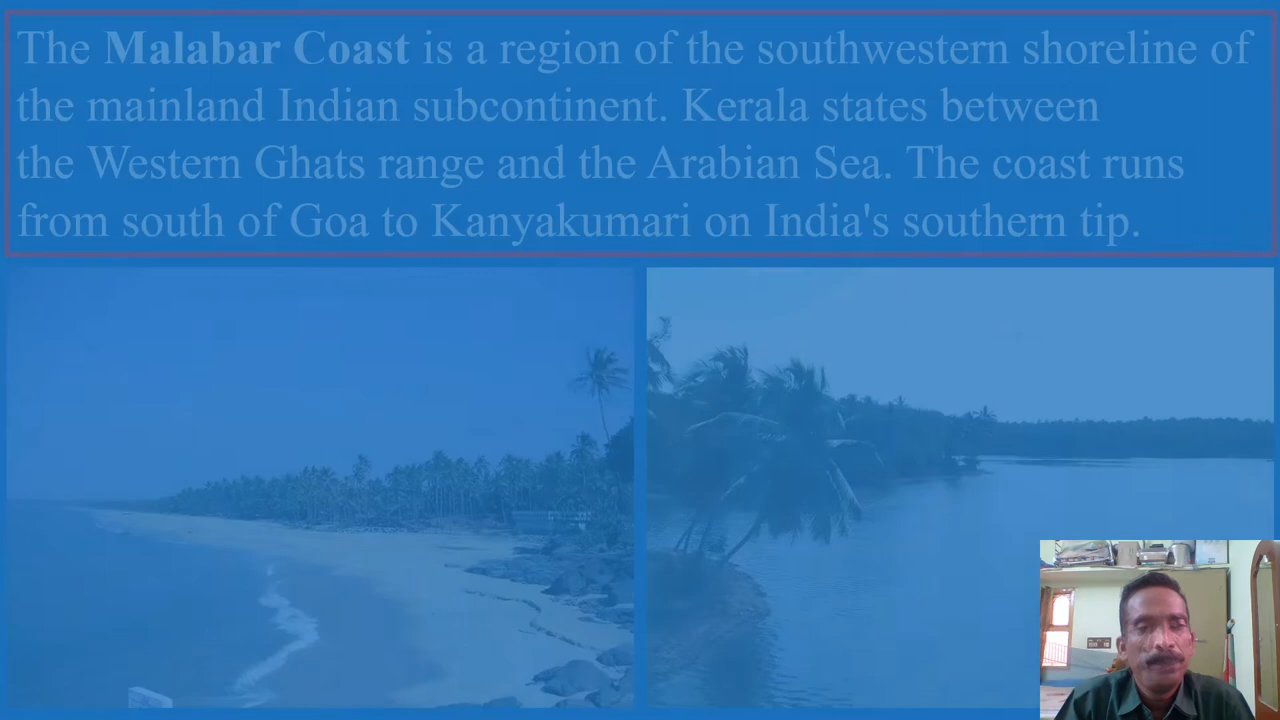 The Malabar Coast is a region of the southwestern shoreline of
the mainland Indian subcontinent. Kerala states between
the Western Ghats range and the Arabian Sea. The coast runs
from south of Goa to Kanyakumari on India's southern tip.